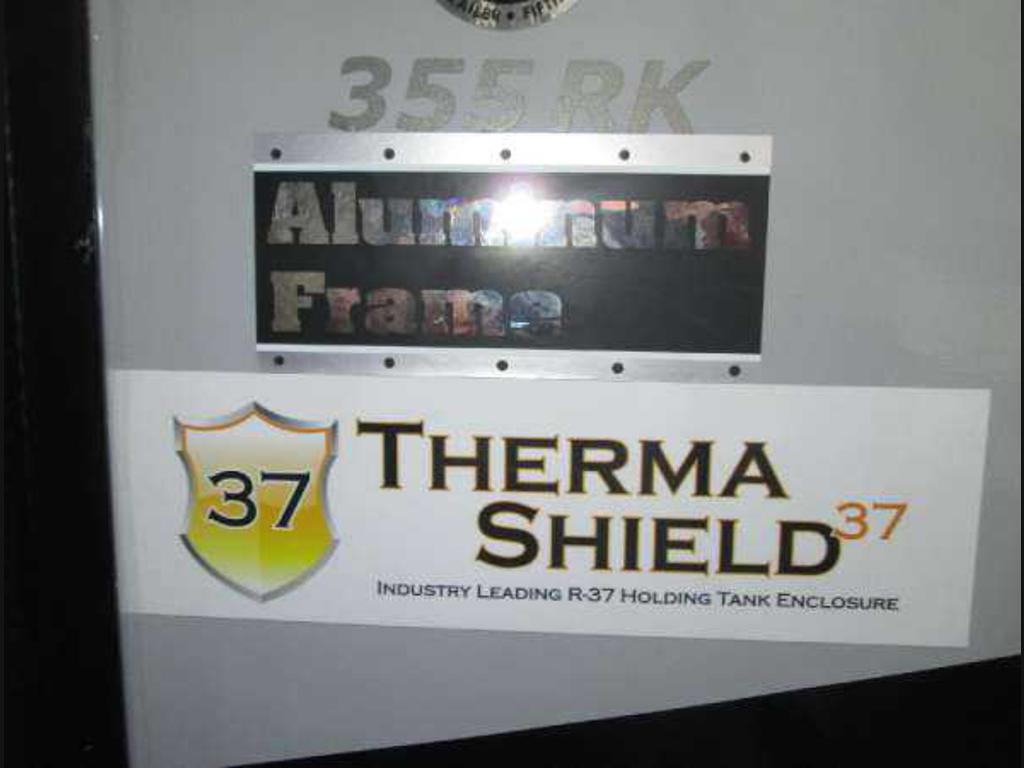 355 RK
Aluminum
Frame
37
THERMA
SHIELD37
INDUSTRY LEADING R-37 HOLDING TANK ENCLOSURE